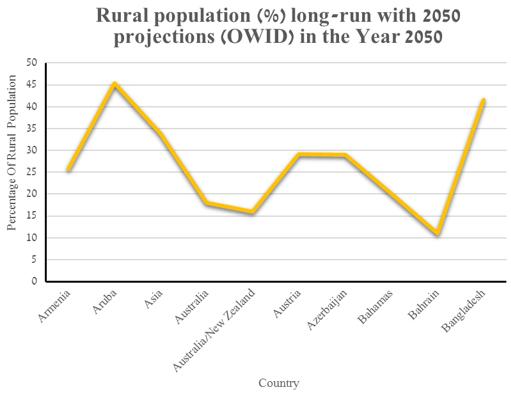 Rural population (%) long-run with 2050
projections (OWID) in the Year 2050
Percentage Of Rural Population
50
45
40
35
30
25
20
15
10
5
0
Armenia
Aruba
Asia
Australia
Australia/New Zealand
Austria
Azerbaijan
Bahamas
Bahrain
Bangladesh
Country